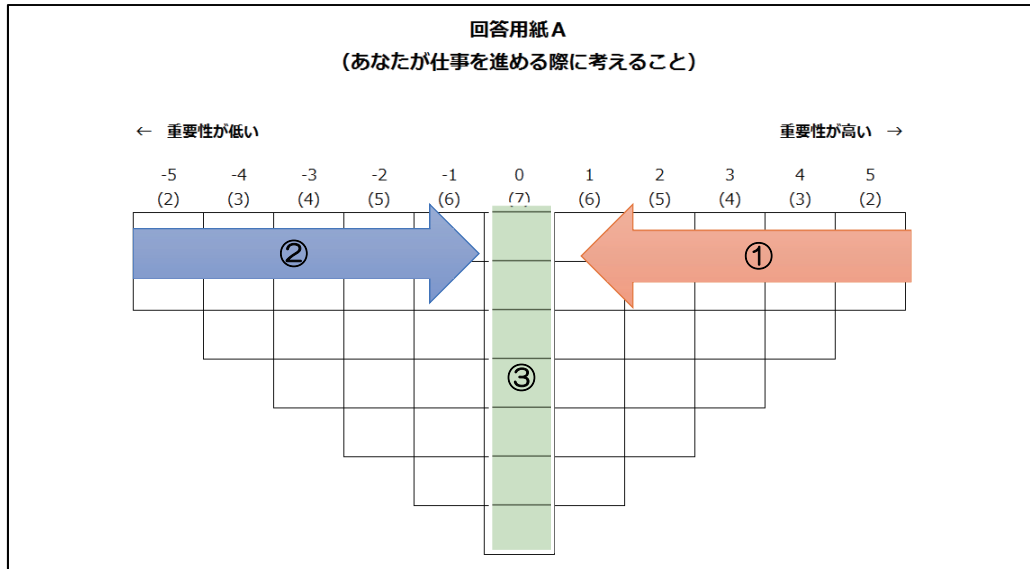 回答用紙A
(あなたが仕事を進める際に考えること)
← 重要性が低い 重要性が高い →
-5 -4 -3 -2 -1 0 1 2 3 4 5
(2) (3) (4) (5) (6) (7) (6) (5) (4) (3) (2)
② ①
③